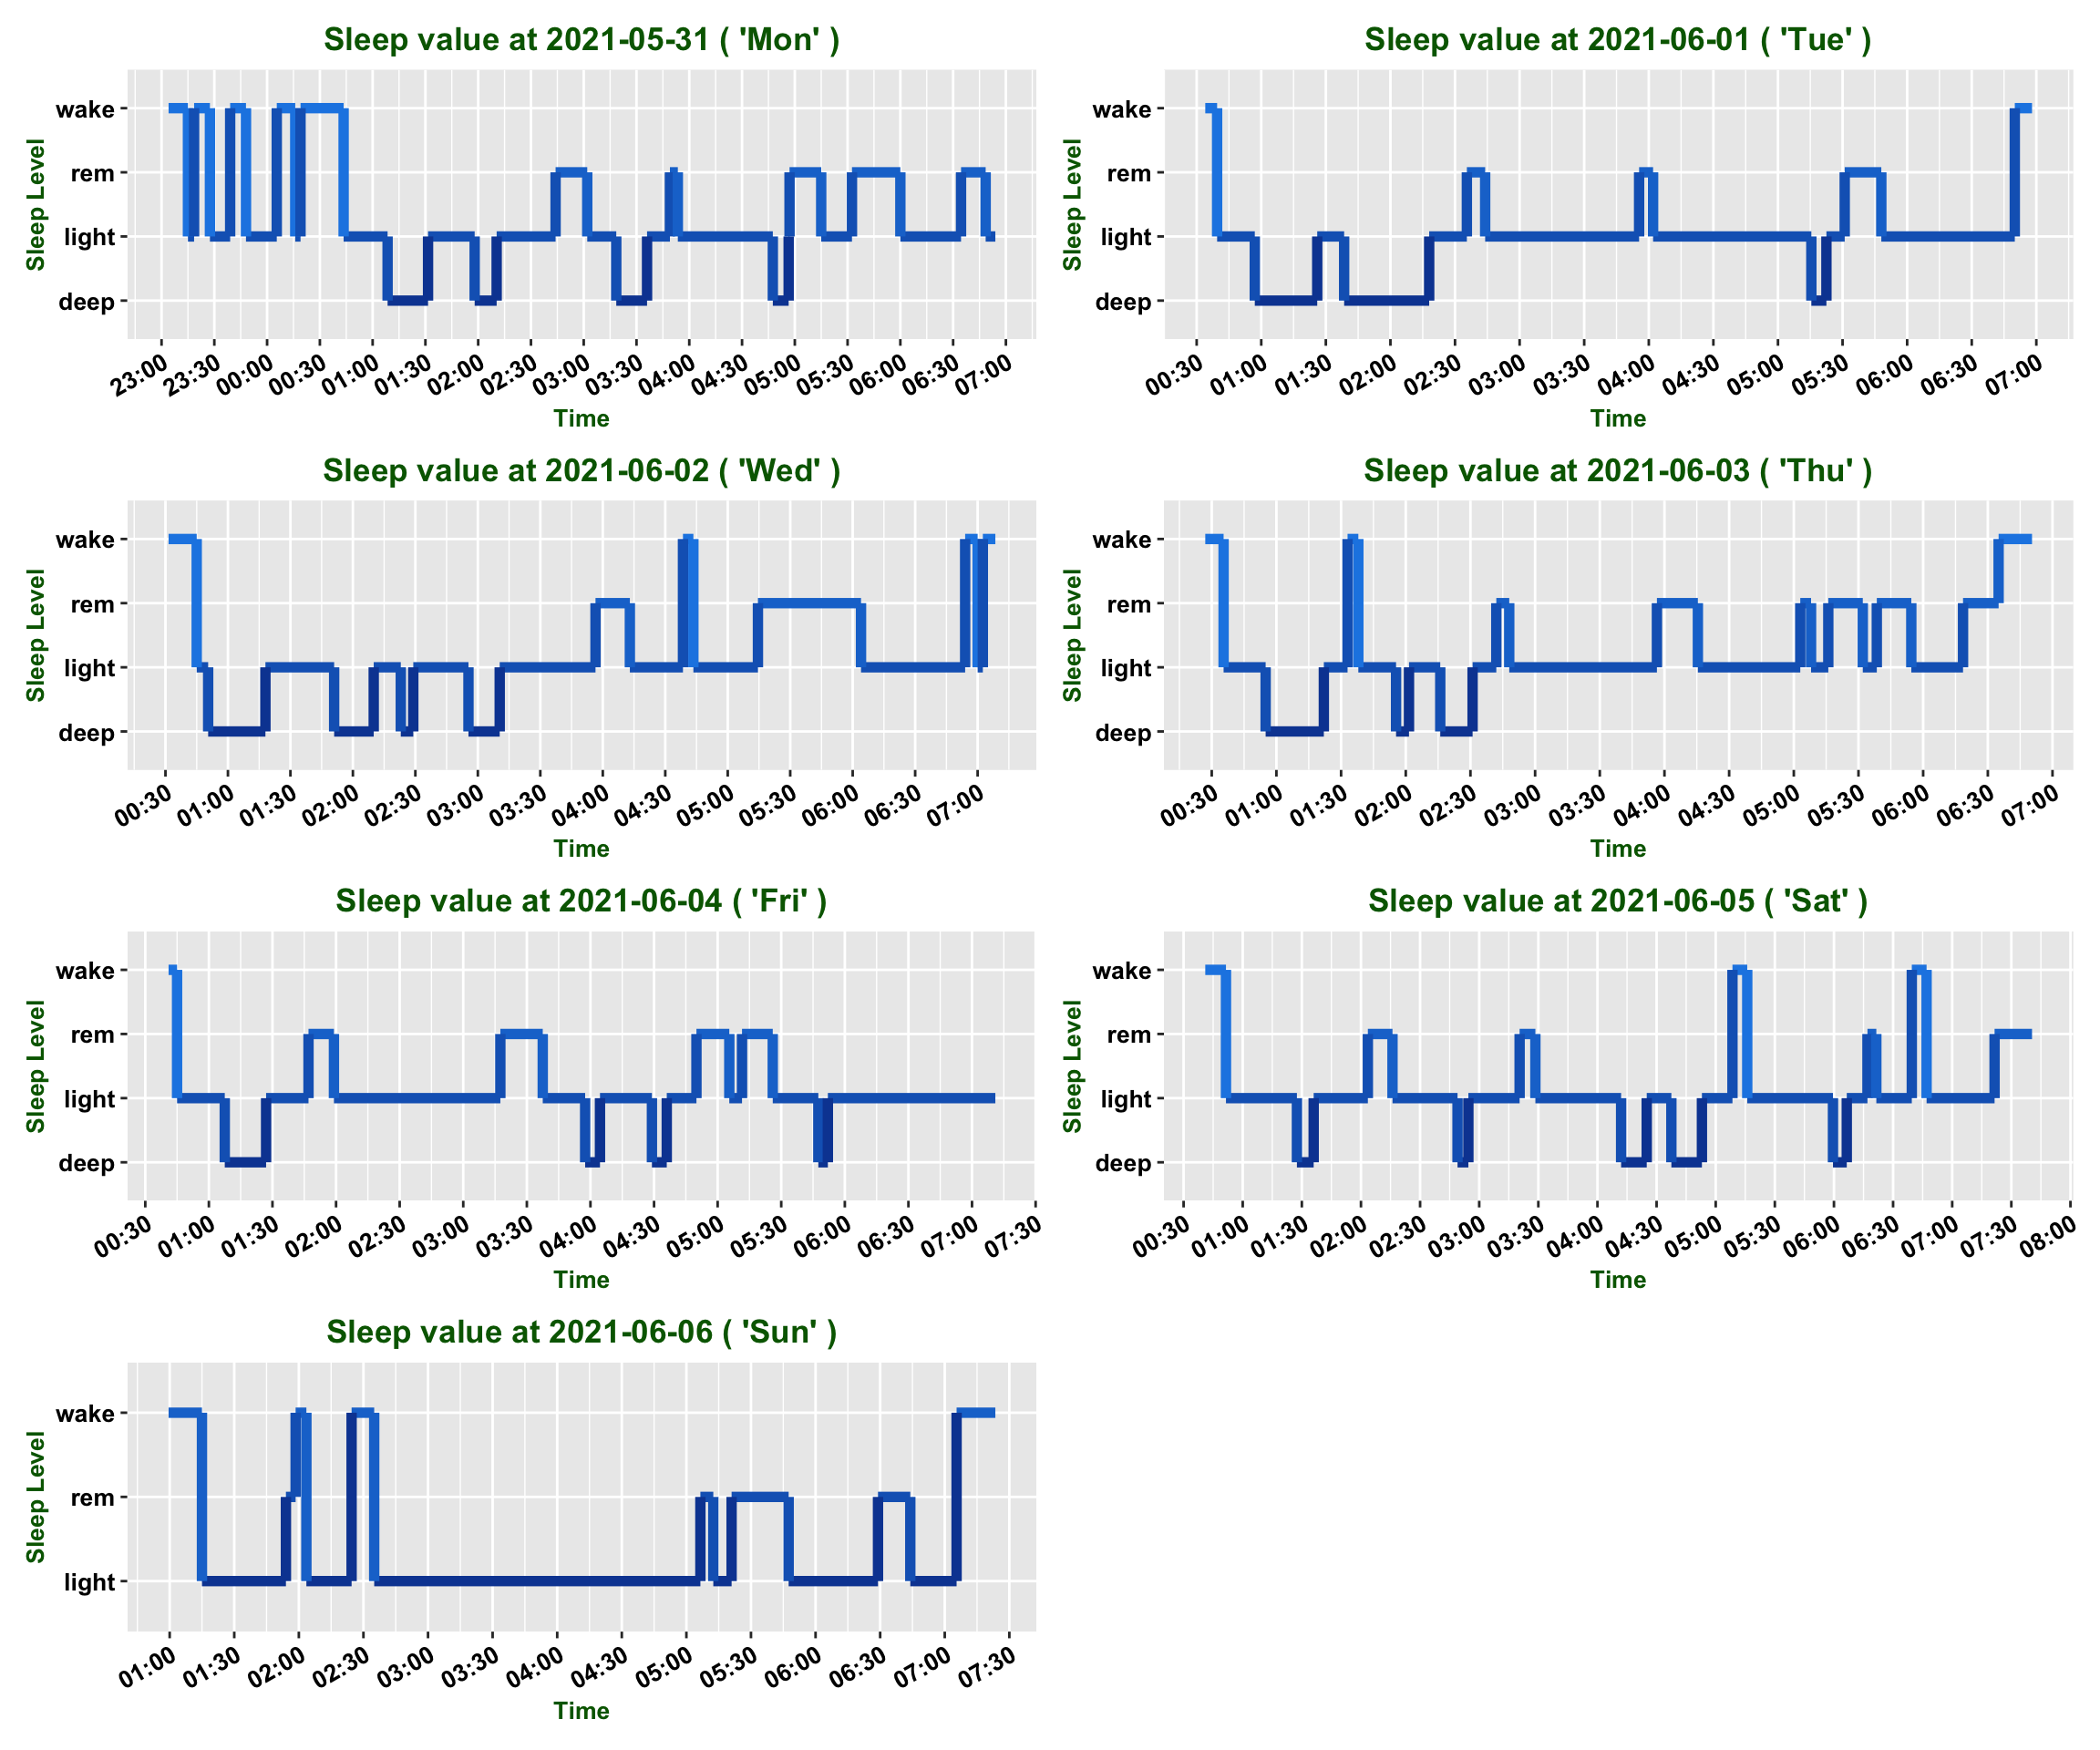 Sleep value at 2021-05-31 ( 'Mon' )
Sleep Level
wake
rem
light
deep
23:00 23:30 00:00 00:30 01:00 01:30 02:00 02:30 03:00 03:30 04:00 04:30 05:00 05:30 06:00 06:30 07:00
Time
Sleep value at 2021-06-01 ( 'Tue' )
Sleep Level
wake
rem
light
deep
00:30 01:00 01:30 02:00 02:30 03:00 03:30 04:00 04:30 05:00 05:30 06:00 06:30 07:00
Time
Sleep value at 2021-06-02 ( 'Wed' )
Sleep Level
wake
rem
light
deep
00:30 01:00 01:30 02:00 02:30 03:00 03:30 04:00 04:30 05:00 05:30 06:00 06:30 07:00
Time
Sleep value at 2021-06-03 ( 'Thu' )
Sleep Level
wake
rem
light
deep
00:30 01:00 01:30 02:00 02:30 03:00 03:30 04:00 04:30 05:00 05:30 06:00 06:30 07:00
Time
Sleep value at 2021-06-04 ( 'Fri' )
Sleep Level
wake
rem
light
deep
00:30 01:00 01:30 02:00 02:30 03:00 03:30 04:00 04:30 05:00 05:30 06:00 06:30 07:00 07:30
Time
Sleep value at 2021-06-05 ( 'Sat' )
Sleep Level
wake
rem
light
deep
00:30 01:00 01:30 02:00 02:30 03:00 03:30 04:00 04:30 05:00 05:30 06:00 06:30 07:00 07:30 08:00
Time
Sleep value at 2021-06-06 ( 'Sun' )
Sleep Level
wake
rem
light
01:00 01:30 02:00 02:30 03:00 03:30 04:00 04:30 05:00 05:30 06:00 06:30 07:00 07:30
Time